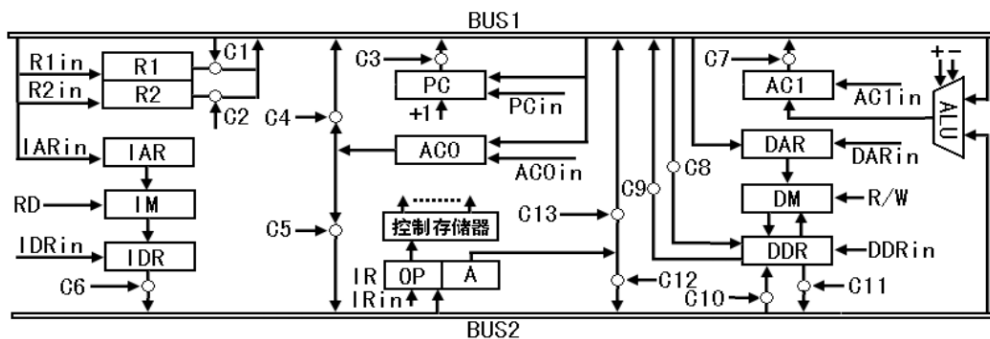 BUS1
C1
R1in
R1
R2in
R2
C2
C3
PC
PCin
+1
C4
C7
AC1
AC1in
+ -
ALU
IARin
IAR
AC0
AC0in
DAR
DARin
C8
C9
RD
IM
DM
R/W
C13
C5
控制存储器
IDRin
IDR
DDR
DDRin
IR
OP
A
C6
IRin
C12
C10
C11
BUS2